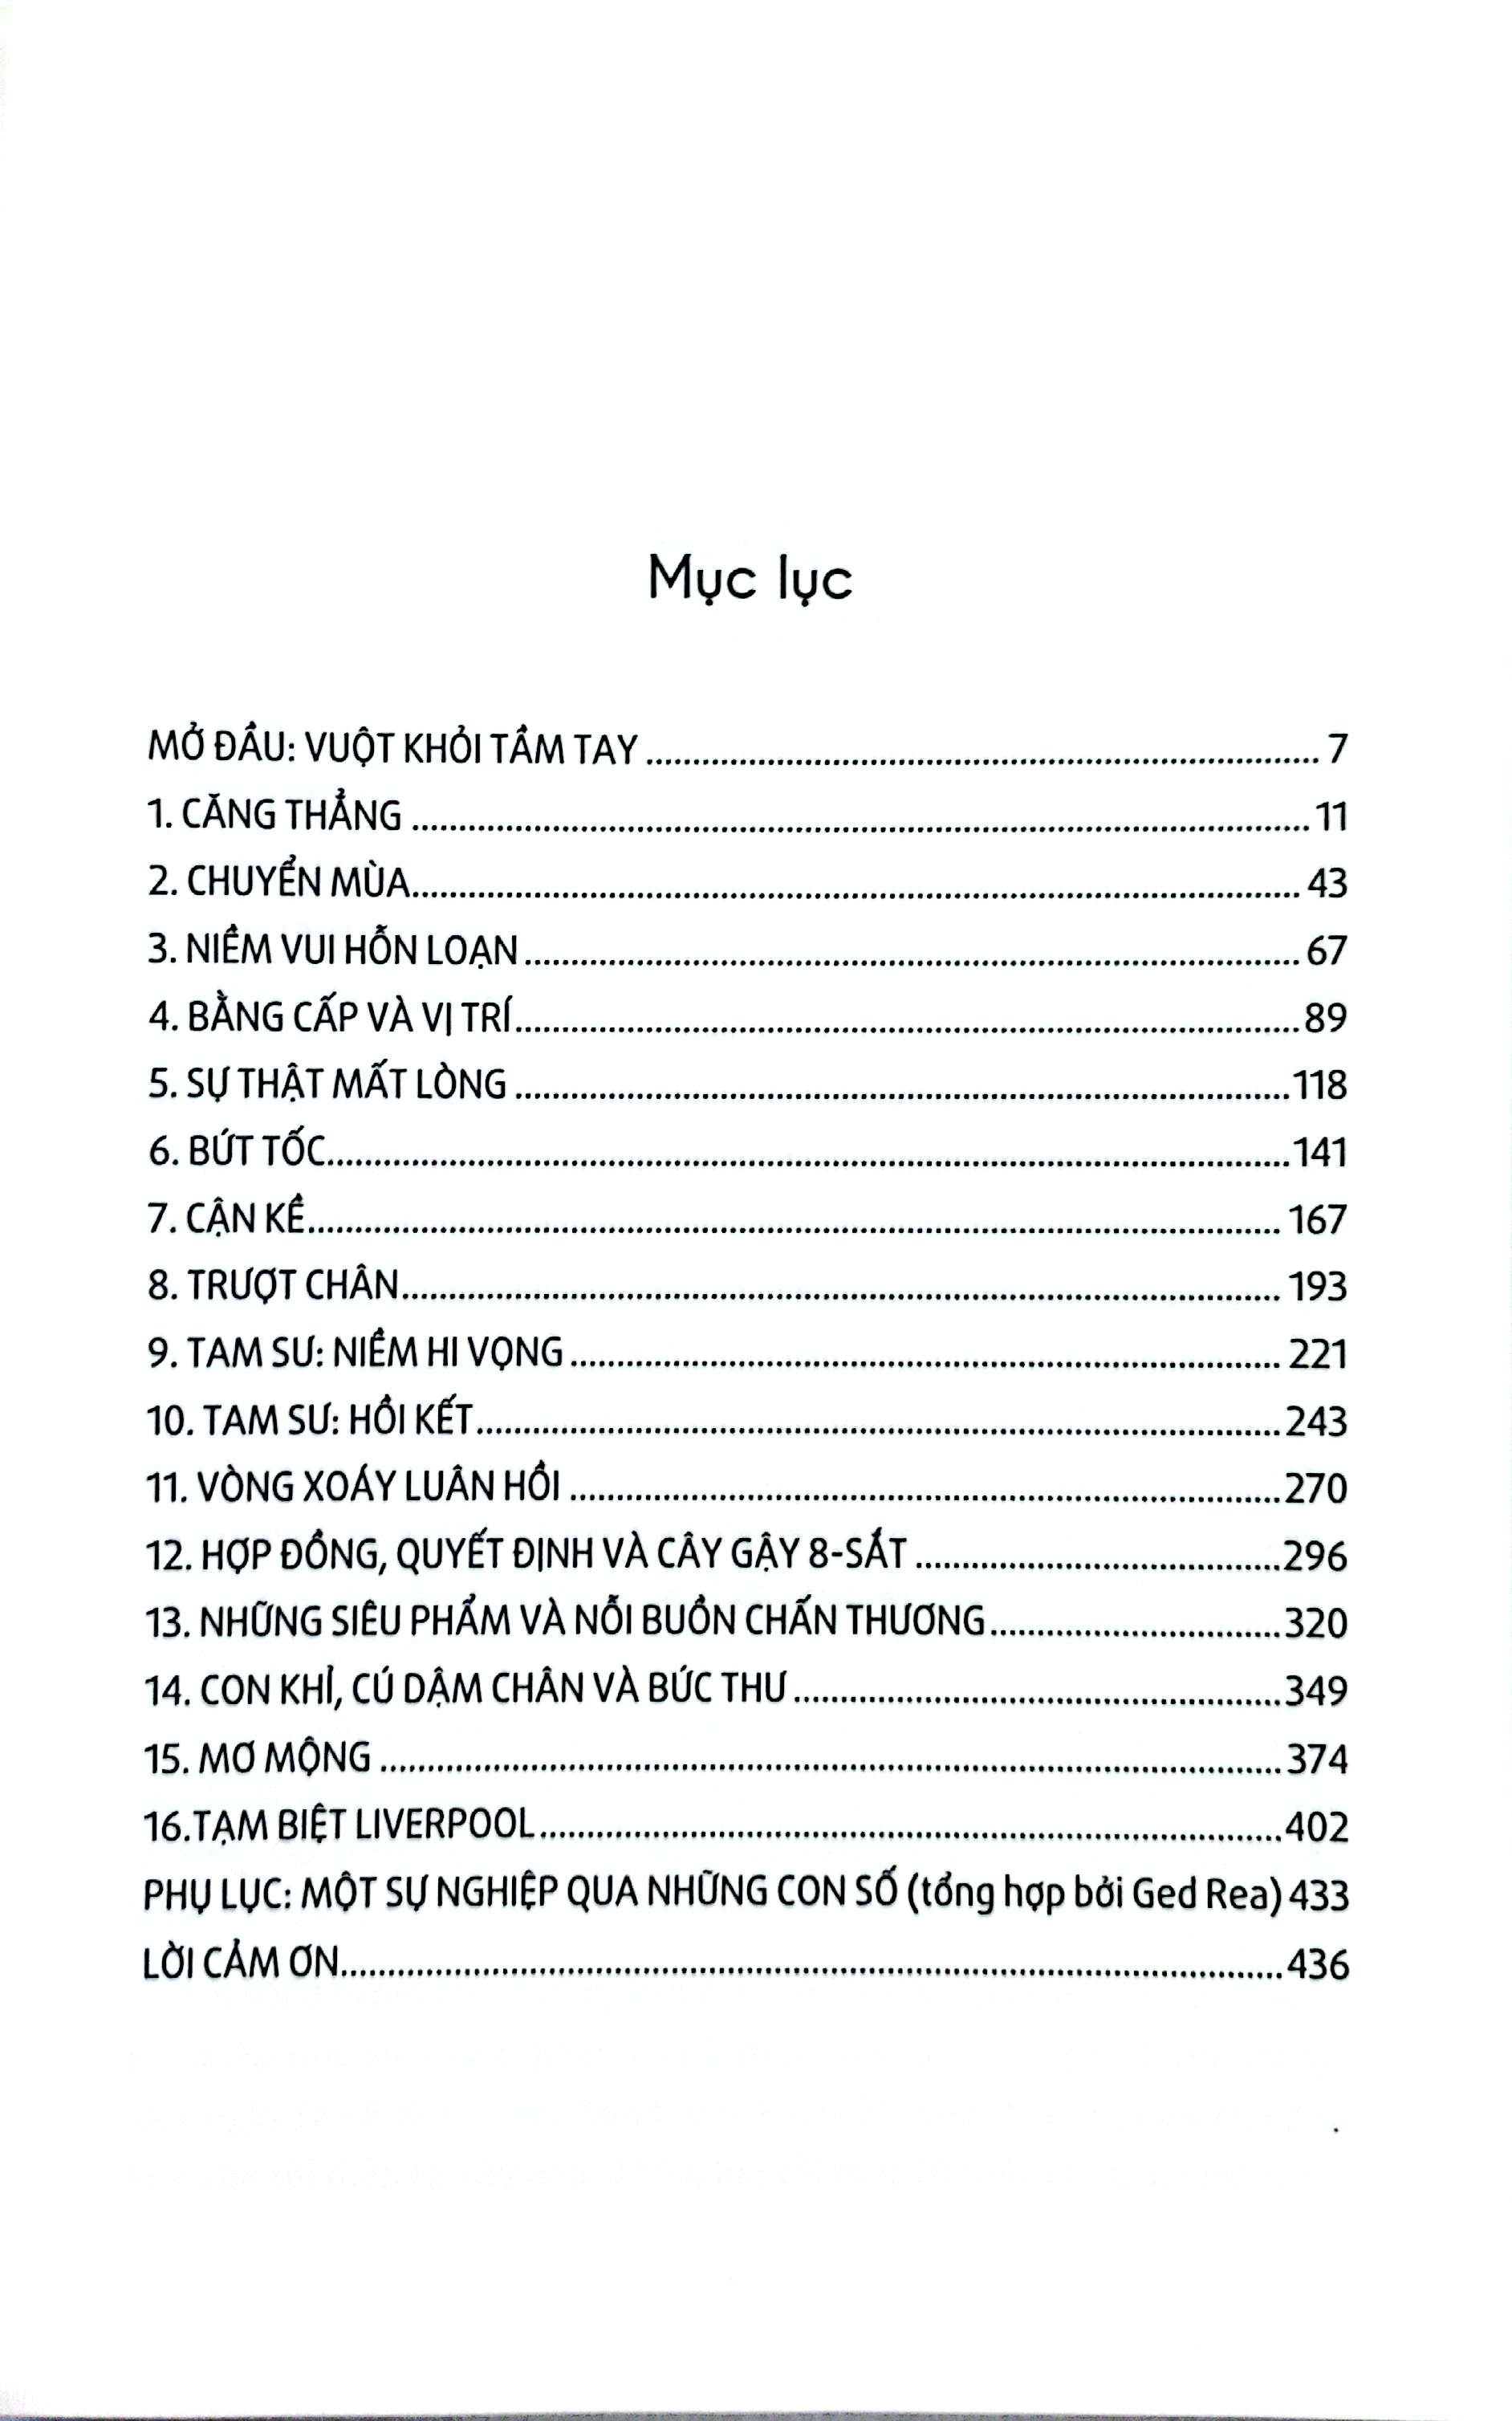 Mục lục
MỞ ĐẦU: VUỘT KHỎI TẦM TAY ........ 7
1. CĂNG THẲNG ........ 11
2. CHUYỂN MÙA ........ 43
3. NIỀM VUI HỖN LOẠN ........ 67
4. BẰNG CẤP VÀ VỊ TRÍ ........ 89
5. SỰ THẬT MẤT LÒNG ........ 118
6. BỨT TỐC ........ 141
7. CẬN KỀ ........ 167
8. TRƯỢT CHÂN ........ 193
9. TAM SƯ: NIỀM HI VỌNG ........ 221
10. TAM SƯ: HỒI KẾT ........ 243
11. VÒNG XOÁY LUÂN HỒI ........ 270
12. HỢP ĐỒNG, QUYẾT ĐỊNH VÀ CÂY GẬY 8-SẮT ........ 296
13. NHỮNG SIÊU PHẨM VÀ NỖI BUỒN CHẤN THƯƠNG ........ 320
14. CON KHỈ, CÚ DẬM CHÂN VÀ BỨC THƯ ........ 349
15. MƠ MỘNG ........ 374
16.TẠM BIỆT LIVERPOOL ........ 402
PHỤ LỤC: MỘT SỰ NGHIỆP QUA NHỮNG CON SỐ (tổng hợp bởi Ged Rea) 433
LỜI CẢM ƠN ........ 436